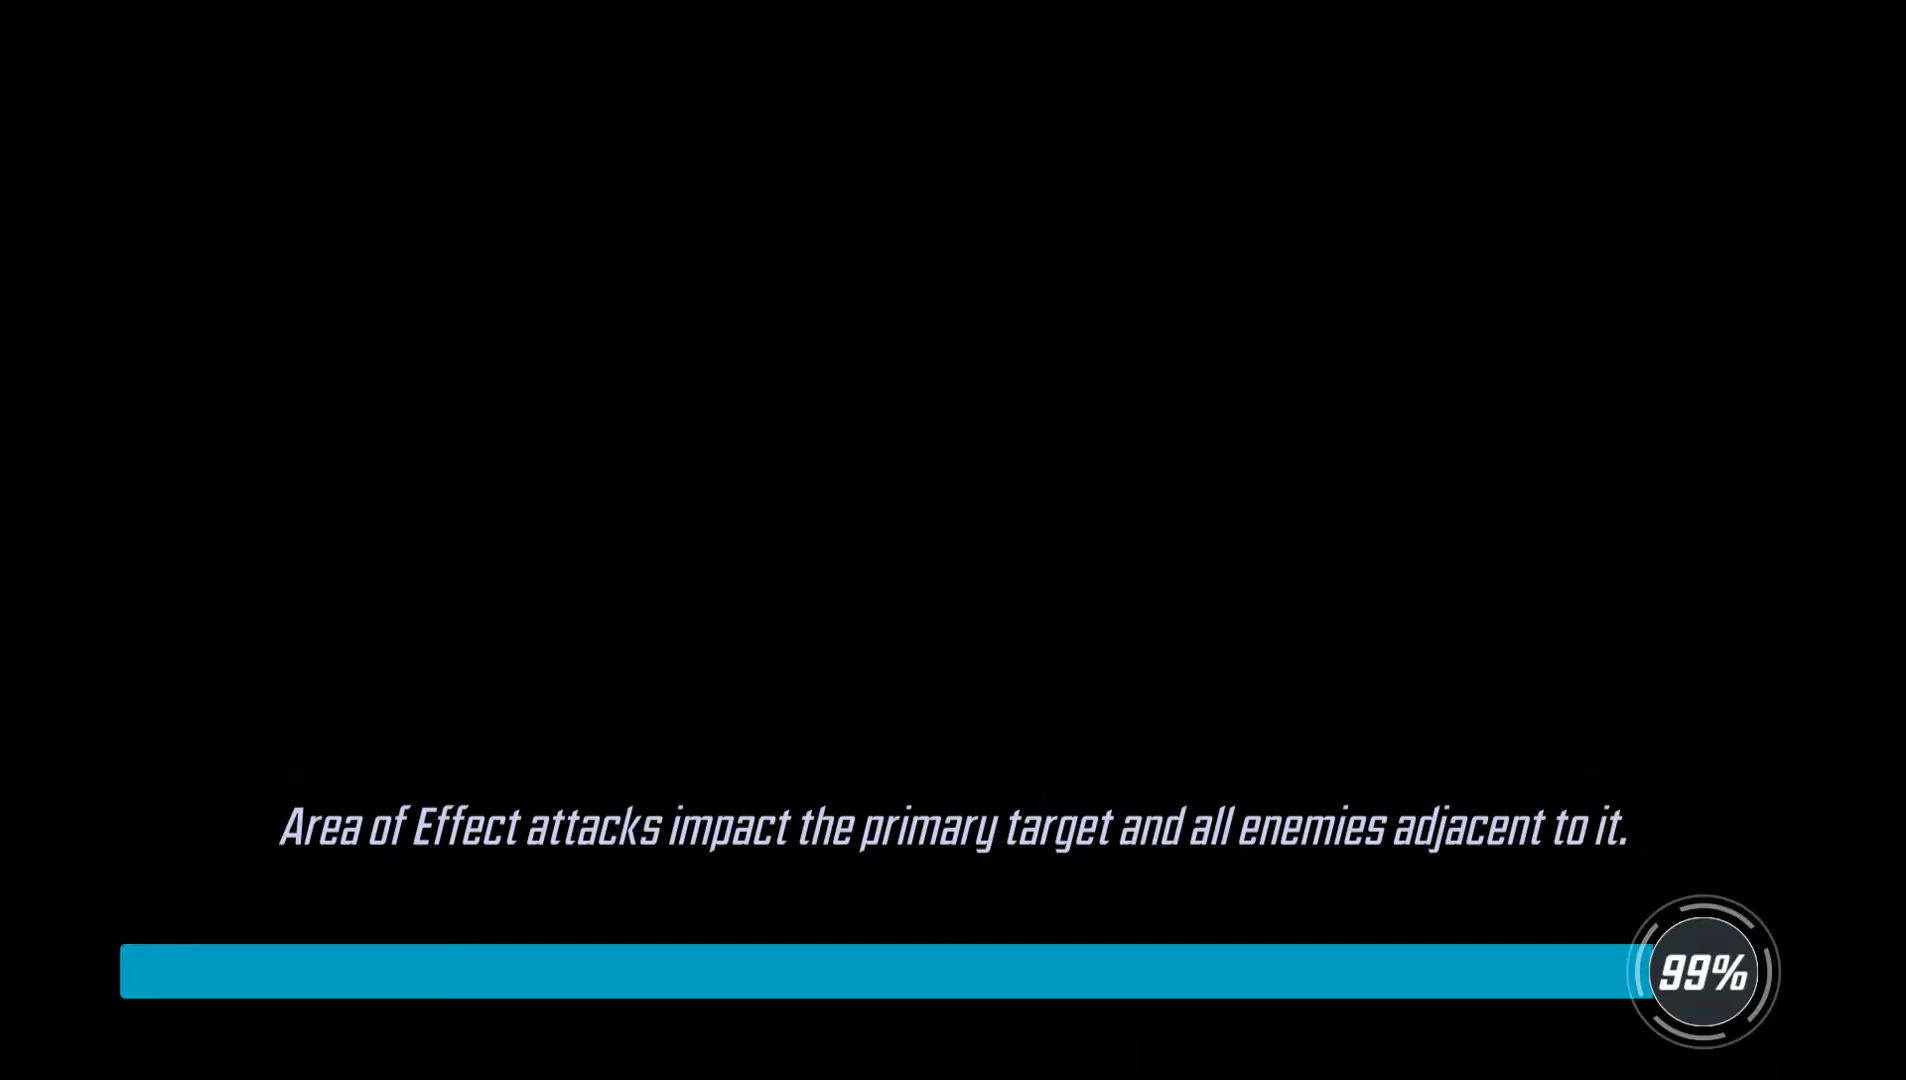 Area of Effect attacks impact the primary target and all enemies adjacent to it.
99%